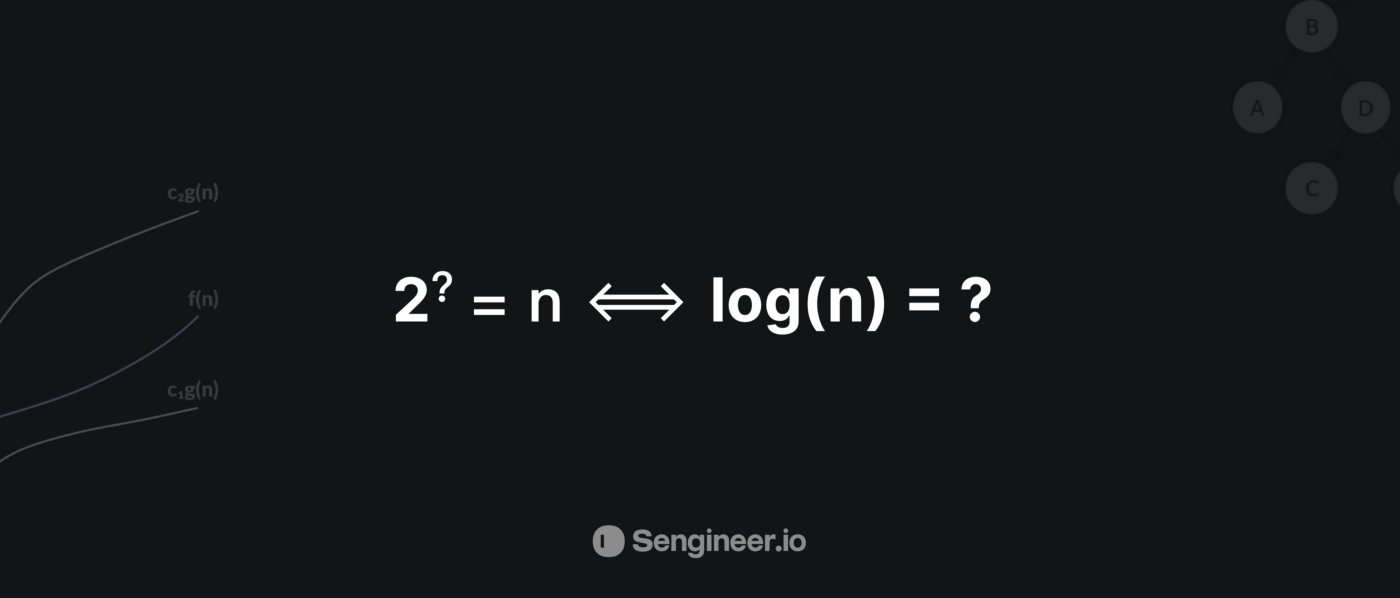 B
A
D
c₂g(n)
C
2^? = n ⟺ log(n) = ?
f(n)
c₁g(n)
Sengineer.io